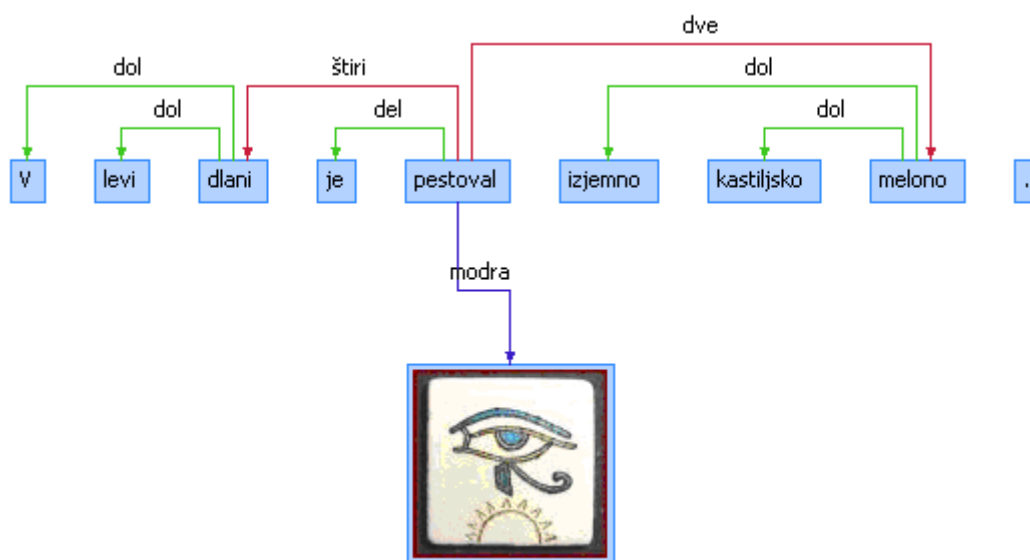 dve
dol štiri dol
dol del dol
V levi dlani je pestoval izjemno kastiljsko melono .
modra